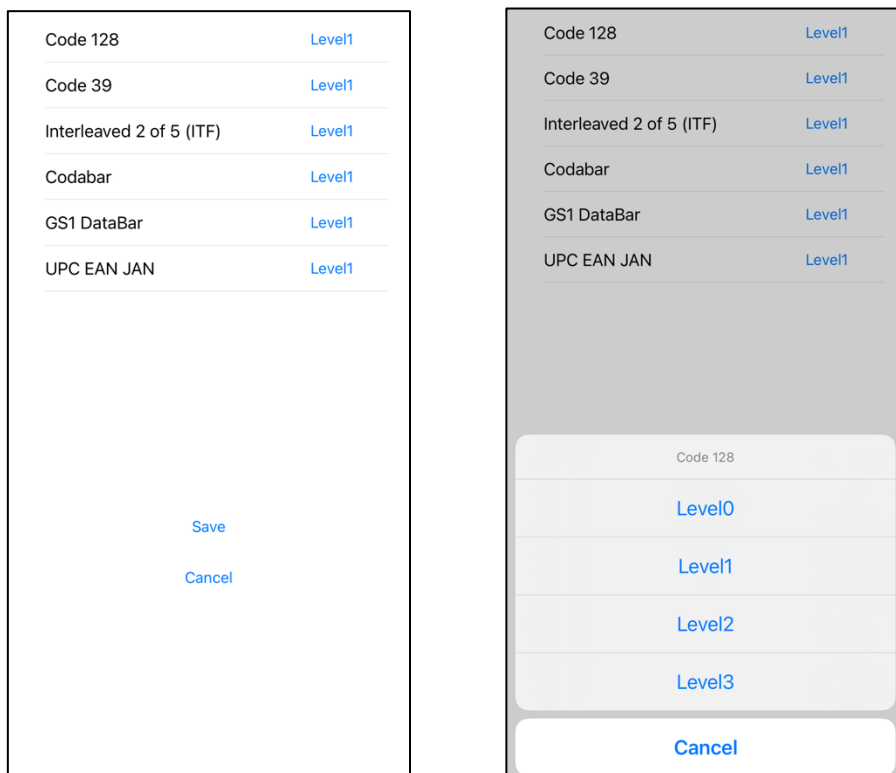 Code 128 Level1
Code 39 Level1
Interleaved 2 of 5 (ITF) Level1
Codabar Level1
GS1 DataBar Level1
UPC EAN JAN Level1
Save
Cancel
Code 128 Level1
Code 39 Level1
Interleaved 2 of 5 (ITF) Level1
Codabar Level1
GS1 DataBar Level1
UPC EAN JAN Level1
Code 128
Level0
Level1
Level2
Level3
Cancel